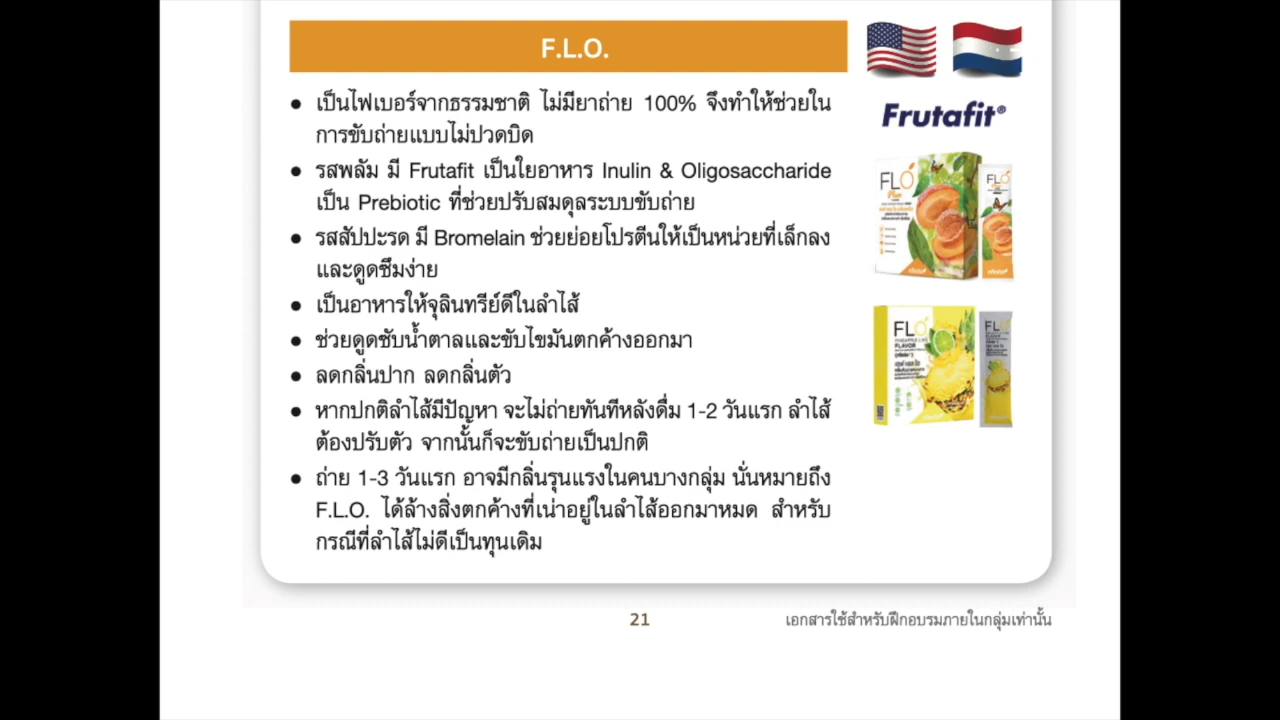 F.L.O.
Frutafit®
● เป็นไฟเบอร์จากธรรมชาติ ไม่มียาถ่าย 100% จึงทำให้ช่วยใน
การขับถ่ายแบบไม่ปวดบิด
● รสพลัม มี Frutafit เป็นใยอาหาร Inulin & Oligosaccharide
เป็น Prebiotic ที่ช่วยปรับสมดุลระบบขับถ่าย
● รสสัปปะรด มี Bromelain ช่วยย่อยโปรตีนให้เป็นหน่วยที่เล็กลง
และดูดซึมง่าย
● เป็นอาหารให้จุลินทรีย์ดีในลำไส้
● ช่วยดูดซับน้ำตาลและขับไขมันตกค้างออกมา
● ลดกลิ่นปาก ลดกลิ่นตัว
● หากปกติลำไส้มีปัญหา จะไม่ถ่ายทันทีหลังดื่ม 1-2 วันแรก ลำไส้
ต้องปรับตัว จากนั้นก็จะขับถ่ายเป็นปกติ
● ถ่าย 1-3 วันแรก อาจมีกลิ่นรุนแรงในคนบางกลุ่ม นั่นหมายถึง
F.L.O. ได้ล้างสิ่งตกค้างที่เน่าอยู่ในลำไส้ออกมาหมด สำหรับ
กรณีที่ลำไส้ไม่ดีเป็นทุนเดิม
FLO
Plum
FLO
FLO
FLAVOR
FLO
21
เอกสารใช้สำหรับฝึกอบรมภายในกลุ่มเท่านั้น